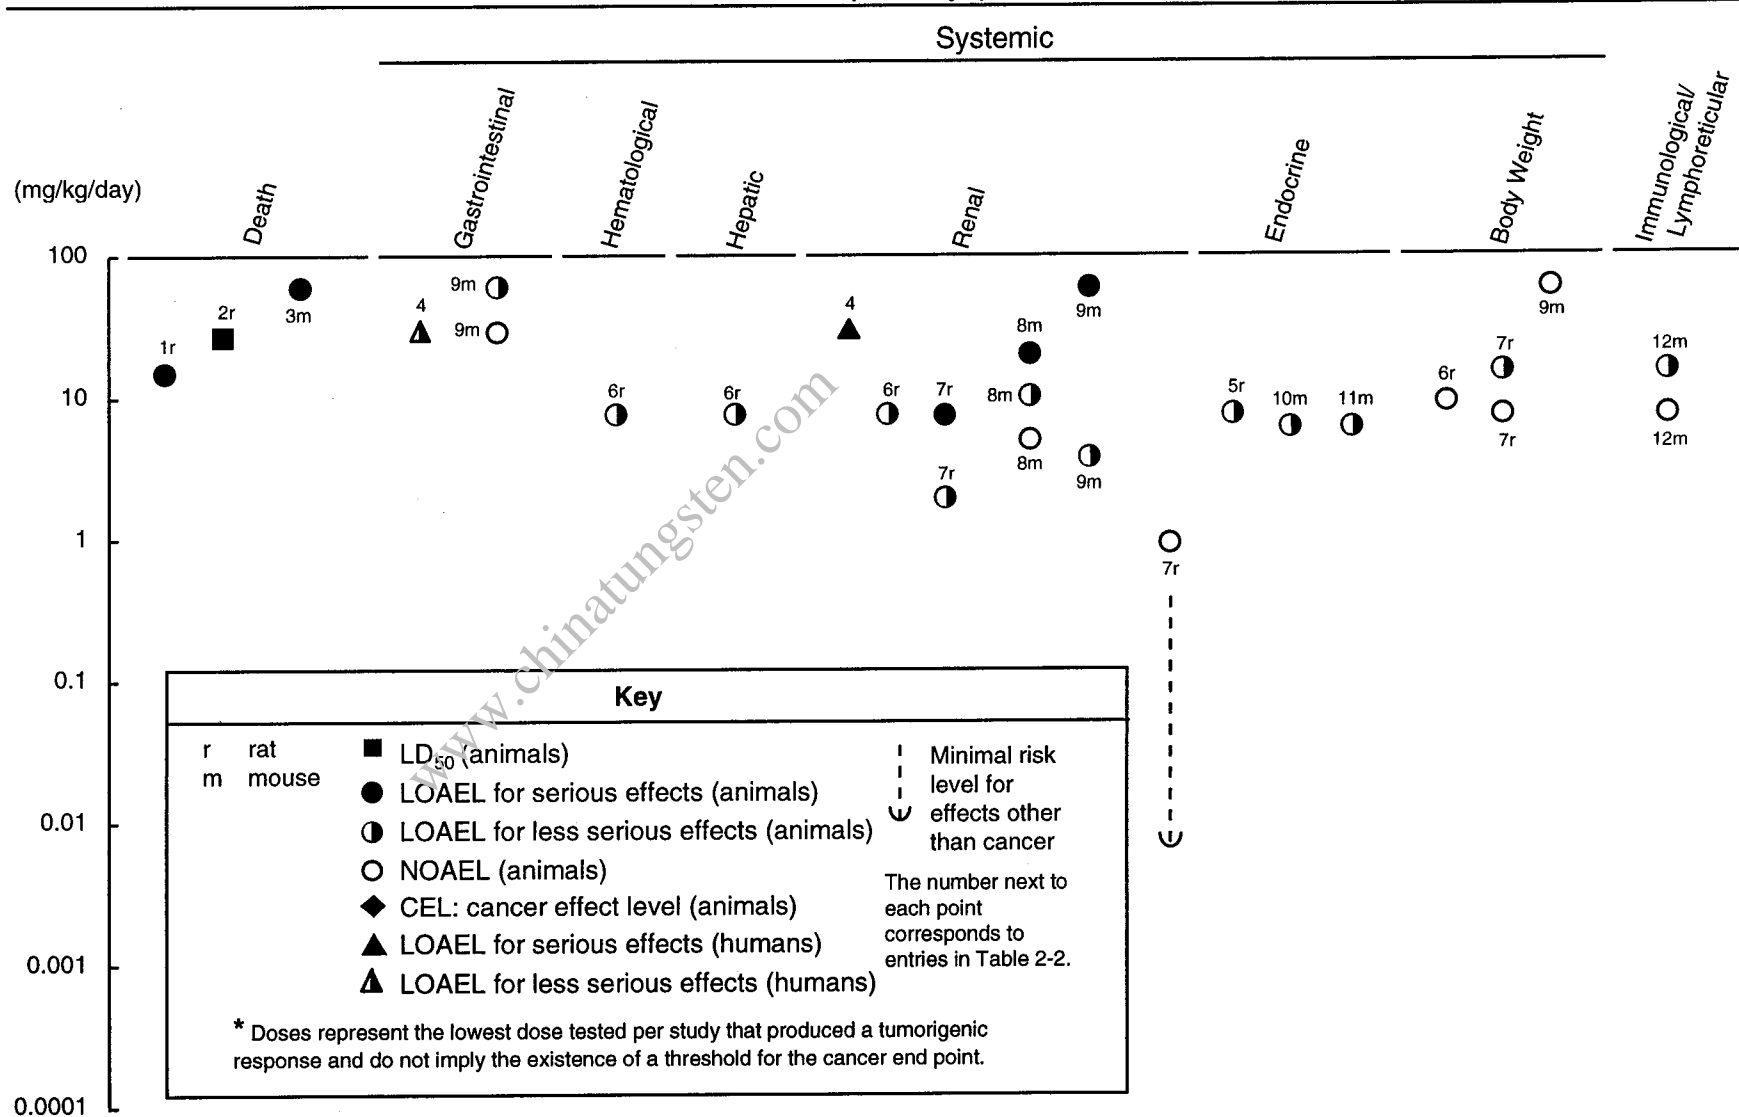 Systemic
(mg/kg/day)
Death
Gastrointestinal
Hematological
Hepatic
Renal
Endocrine
Body Weight
Immunological/
Lymphoreticular
100
10
1
0.1
0.01
0.001
0.0001
1r
2r
3m
4
9m
9m
6r
6r
4
6r
7r
7r
8m
8m
8m
9m
9m
7r
5r
10m
11m
6r
7r
7r
9m
12m
12m
www.chinatungsten.com
Key
r rat
m mouse
LD50 (animals)
LOAEL for serious effects (animals)
LOAEL for less serious effects (animals)
NOAEL (animals)
CEL: cancer effect level (animals)
LOAEL for serious effects (humans)
LOAEL for less serious effects (humans)
Minimal risk
level for
effects other
than cancer
The number next to
each point
corresponds to
entries in Table 2-2.
* Doses represent the lowest dose tested per study that produced a tumorigenic
response and do not imply the existence of a threshold for the cancer end point.